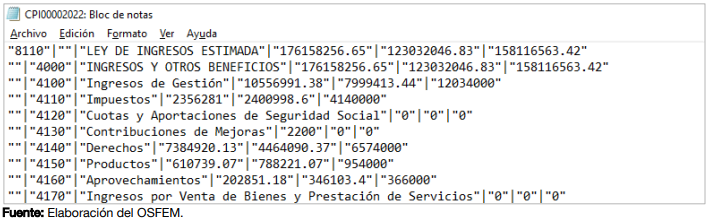 CPI00002022: Bloc de notas
Archivo Edición Formato Ver Ayuda
"8110"|""|"LEY DE INGRESOS ESTIMADA"|"176158256.65"|"123032046.83"|"158116563.42"
""|"4000"|"INGRESOS Y OTROS BENEFICIOS"|"176158256.65"|"123032046.83"|"158116563.42"
""|"4100"|"Ingresos de Gestión"|"10556991.38"|"7999413.44"|"12034000"
""|"4110"|"Impuestos"|"2356281"|"2400998.6"|"4140000"
""|"4120"|"Cuotas y Aportaciones de Seguridad Social"|"0"|"0"|"0"
""|"4130"|"Contribuciones de Mejoras"|"2200"|"0"|"0"
""|"4140"|"Derechos"|"7384920.13"|"4464090.37"|"6574000"
""|"4150"|"Productos"|"610739.07"|"788221.07"|"954000"
""|"4160"|"Aprovechamientos"|"202851.18"|"346103.4"|"366000"
""|"4170"|"Ingresos por Venta de Bienes y Prestación de Servicios"|"0"|"0"|"0"
Fuente: Elaboración del OSFEM.